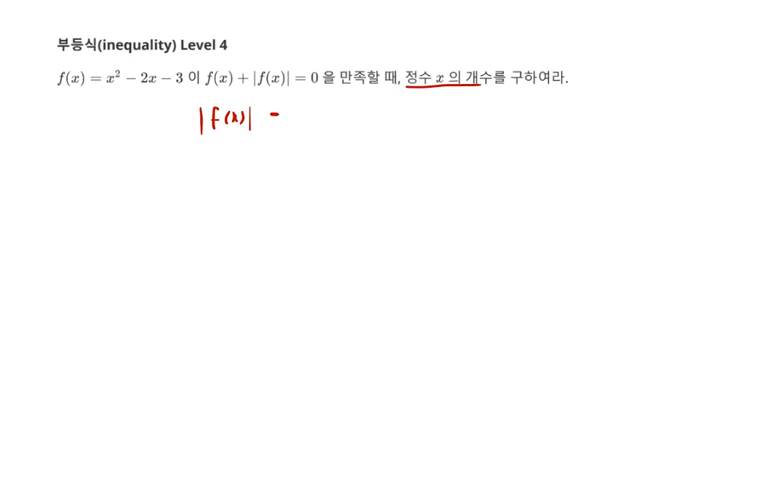 부등식(inequality) Level 4
f(x) = x² − 2x − 3 이 f(x) + |f(x)| = 0 을 만족할 때, 정수 x 의 개수를 구하여라.
|f(x)| -